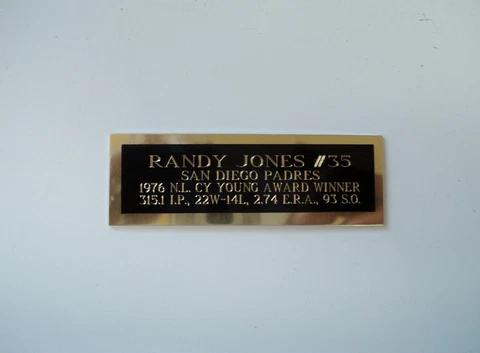 RANDY JONES #35
SAN DIEGO PADRES
1976 N.L. CY YOUNG AWARD WINNER
315.1 I.P., 22W-14L, 2.74 E.R.A., 93 S.O.